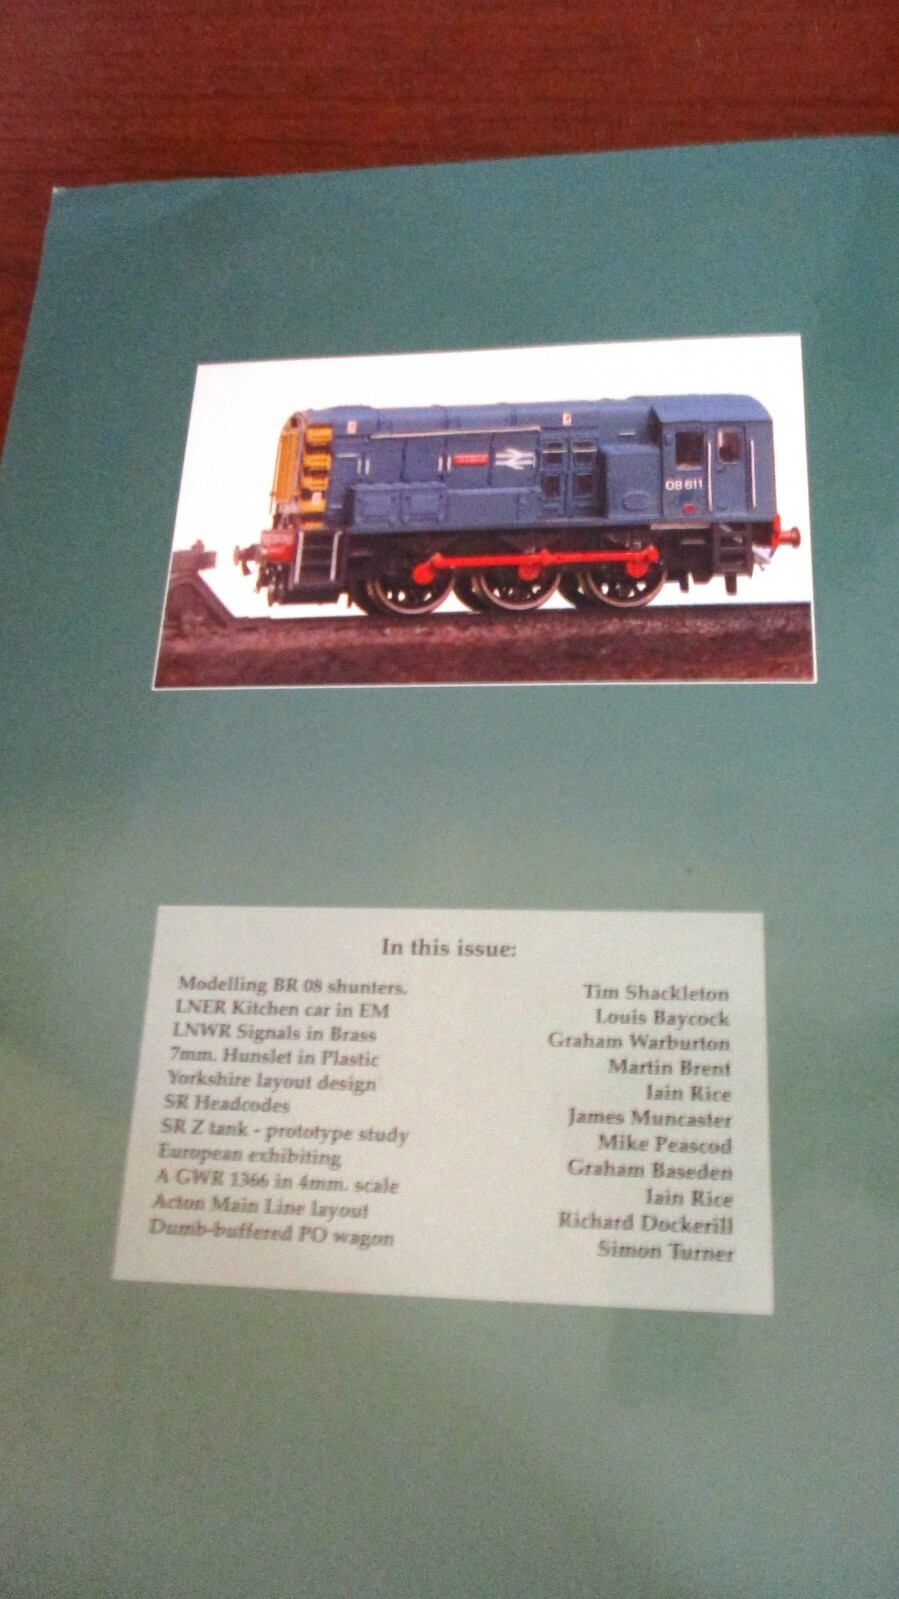 08 611
In this issue:
Modelling BR 08 shunters. Tim Shackleton
LNER Kitchen car in EM Louis Baycock
LNWR Signals in Brass Graham Warburton
7mm. Hunslet in Plastic Martin Brent
Yorkshire layout design Iain Rice
SR Headcodes James Muncaster
SR Z tank - prototype study Mike Peascod
European exhibiting Graham Baseden
A GWR 1366 in 4mm. scale Iain Rice
Acton Main Line layout Richard Dockerill
Dumb-buffered PO wagon Simon Turner